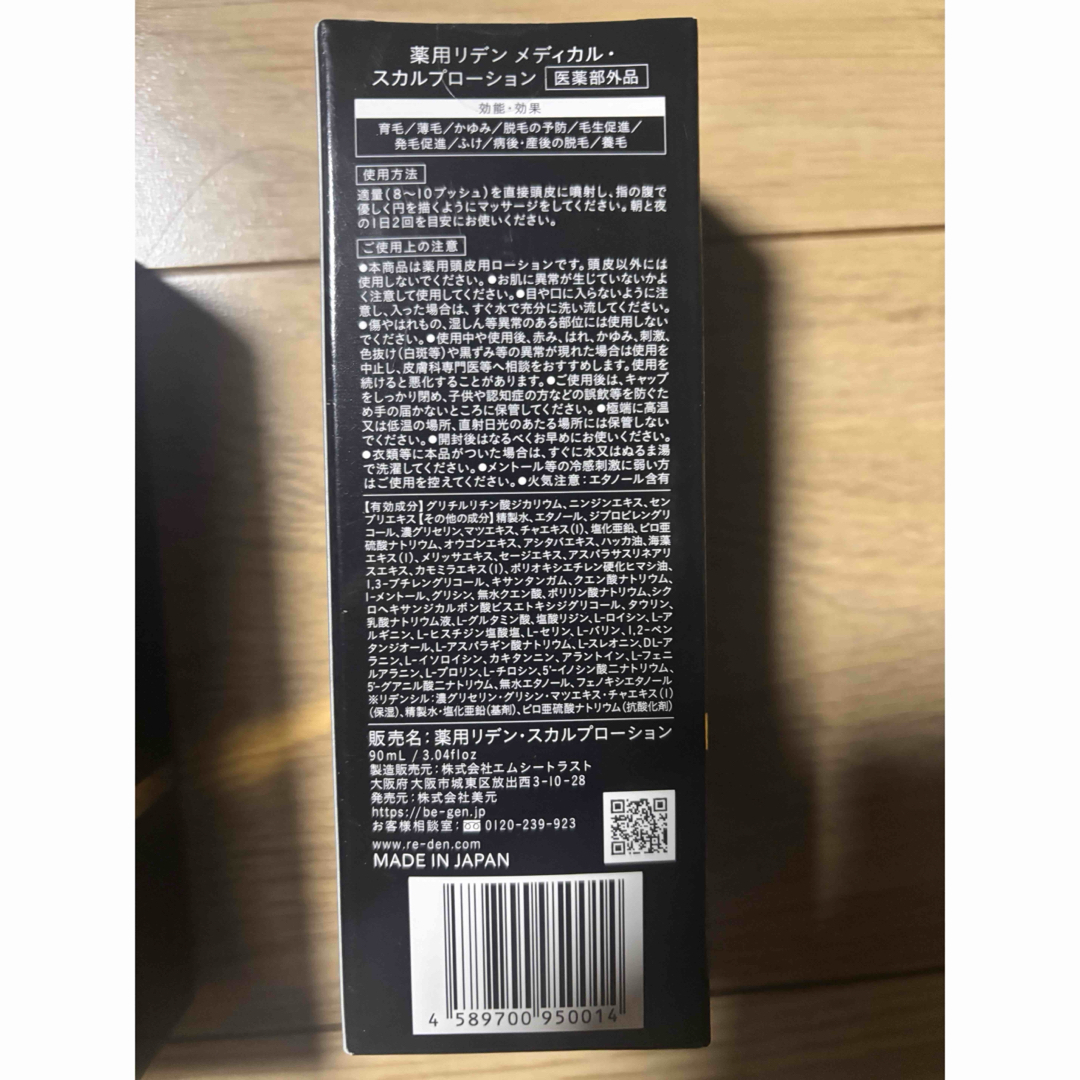 薬用リデン メディカル・
スカルプローション 医薬部外品
効能・効果
育毛／薄毛／かゆみ／脱毛の予防／毛生促進／
発毛促進／ふけ／病後・産後の脱毛／養毛
使用方法
適量（8〜10プッシュ）を直接頭皮に噴射し、指の腹で
優しく円を描くようにマッサージをしてください。朝と夜
の1日2回を目安にお使いください。
ご使用上の注意
●本商品は薬用頭皮用ローションです。頭皮以外には
使用しないでください。●お肌に異常が生じていないかよ
く注意して使用してください。●目や口に入らないように注
意し、入った場合は、すぐ水で充分に洗い流してください。
●傷やはれもの、湿しん等異常のある部位には使用しない
でください。●使用中や使用後、赤み、はれ、かゆみ、刺激、
色抜け（白斑等）や黒ずみ等の異常が現れた場合は使用を
中止し、皮膚科専門医等へ相談をおすすめします。使用を
続けると悪化することがあります。●ご使用後は、キャップ
をしっかり閉め、子供や認知症の方などの誤飲等を防ぐた
め手の届かないところに保管してください。●極端に高温
又は低温の場所、直射日光のあたる場所には保管しない
でください。●開封後はなるべくお早めにお使いください。
●衣類等に本品がついた場合は、すぐに水又はぬるま湯
で洗濯してください。●メントール等の冷感刺激に弱い方
はご使用を控えてください。●火気注意：エタノール含有
【有効成分】グリチルリチン酸ジカリウム、ニンジンエキス、セン
ブリエキス【その他の成分】精製水、エタノール、ジプロピレングリ
コール、濃グリセリン、マツエキス、チャエキス（1）、塩化亜鉛、ピロ亜
硫酸ナトリウム、オウゴンエキス、アシタバエキス、ハッカ油、海藻
エキス（1）、メリッサエキス、セージエキス、アスパラサスリネアリ
スエキス、カモミラエキス（1）、ポリオキシエチレン硬化ヒマシ油、
1,3-ブチレングリコール、キサンタンガム、クエン酸ナトリウム、
l-メントール、グリシン、無水クエン酸、ポリリン酸ナトリウム、シク
ロヘキサンジカルボン酸ビスエトキシジグリコール、タウリン、
乳酸ナトリウム液、L-グルタミン酸、塩酸リジン、L-ロイシン、L-ア
ルギニン、L-ヒスチジン塩酸塩、L-セリン、L-バリン、1,2-ペン
タンジオール、L-アスパラギン酸ナトリウム、L-スレオニン、DL-ア
ラニン、L-イソロイシン、カキタンニン、アラントイン、L-フェニ
ルアラニン、L-プロリン、L-チロシン、5'-イノシン酸二ナトリウム、
5'-グアニル酸二ナトリウム、無水エタノール、フェノキシエタノール
※リデンシル：濃グリセリン・グリシン・マツエキス・チャエキス（1）
（保湿）、精製水・塩化亜鉛（基剤）、ピロ亜硫酸ナトリウム（抗酸化剤）
販売名：薬用リデン・スカルプローション
90mL / 3.04floz
製造販売元：株式会社エムシートラスト
大阪府 大阪市城東区放出西3-10-28
発売元：株式会社美元
https://be-gen.jp
お客様相談室： 0120-239-923
www.re-den.com
MADE IN JAPAN
4 589700 950014